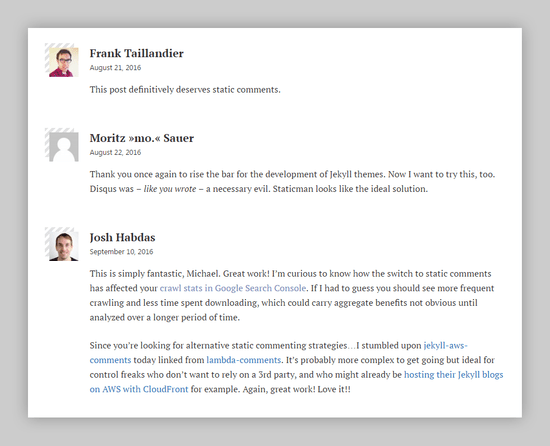 Frank Taillandier
August 21, 2016
This post definitively deserves static comments.
Moritz »mo.« Sauer
August 22, 2016
Thank you once again to rise the bar for the development of Jekyll themes. Now I want to try this, too.
Disqus was – like you wrote – a necessary evil. Staticman looks like the ideal solution.
Josh Habdas
September 10, 2016
This is simply fantastic, Michael. Great work! I'm curious to know how the switch to static comments
has affected your crawl stats in Google Search Console. If I had to guess you should see more frequent
crawling and less time spent downloading, which could carry aggregate benefits not obvious until
analyzed over a longer period of time.
Since you're looking for alternative static commenting strategies…I stumbled upon jekyll-aws-
comments today linked from lambda-comments. It's probably more complex to get going but ideal for
control freaks who don't want to rely on a 3rd party, and who might already be hosting their Jekyll blogs
on AWS with CloudFront for example. Again, great work! Love it!!